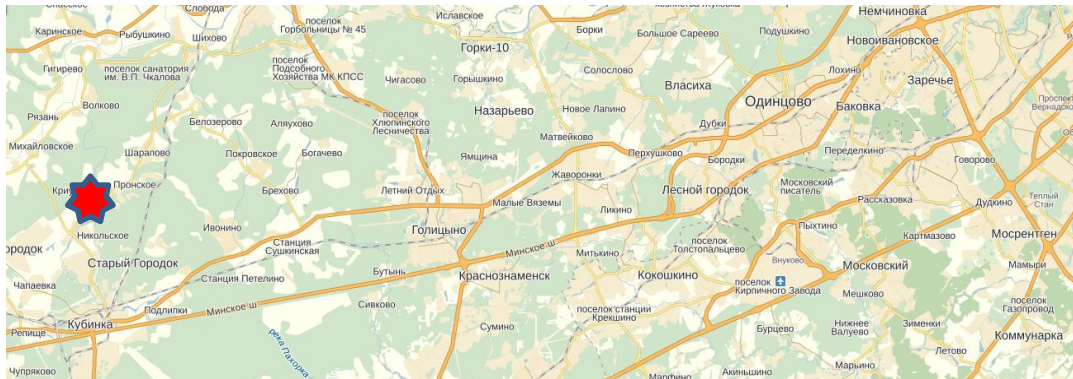 Слобода
поселок
Горбольницы № 45
Иславское
Борки
Большое Сареево
Подушкино
Немчиновка
Каринское
Рыбушкино
Шихово
Горки-10
Новоивановское
Гигирево
поселок санатория
им. В.П. Чкалова
поселок
Подсобного
Хозяйства МК КПСС
Чигасово
Горышкино
Солослово
Власиха
Лохино
Заречье
Волково
Одинцово
Баковка
Рязань
Белозерово
Аляухово
поселок
Хлюпинского
Лесничества
Назарьево
Новое Лапино
Дубки
Михайловское
Шарапово
Покровское
Богачево
Ямщина
Матвейково
Перхушково
Бородки
Переделкино
Говорово
Жаворонки
Пронское
Брехово
Летний Отдых
Малые Вяземы
Ликино
Лесной городок
Московский
писатель
Рассказовка
Дудкино
Теплый
Стан
Никольское
Ивонино
Станция
Сушкинская
Голицыно
Минское ш
Митькино
поселок
Толстопальцево
Пыхтино
Картмазово
Мосрентген
Старый Городок
Станция Петелино
Бутынь
Краснознаменск
Кокошкино
Внуково
Московский
Мамыри
Чапаевка
поселок
Кирпичного Завода
Мешково
Подлипки
Минское ш
Сивково
поселок станции
Крекшино
поселок
Газопровод
Репище
Кубинка
Сумино
Бурцево
Нижнее
Валуево
Зименки
Коммунарка
река Пахорка
Летово
Чупряково
Марфино
Акиньшино
Марьино